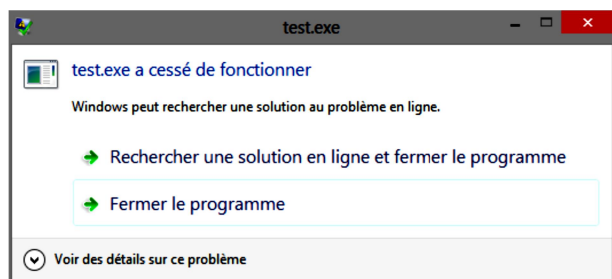 test.exe
test.exe a cessé de fonctionner
Windows peut rechercher une solution au problème en ligne.
Rechercher une solution en ligne et fermer le programme
Fermer le programme
Voir des détails sur ce problème